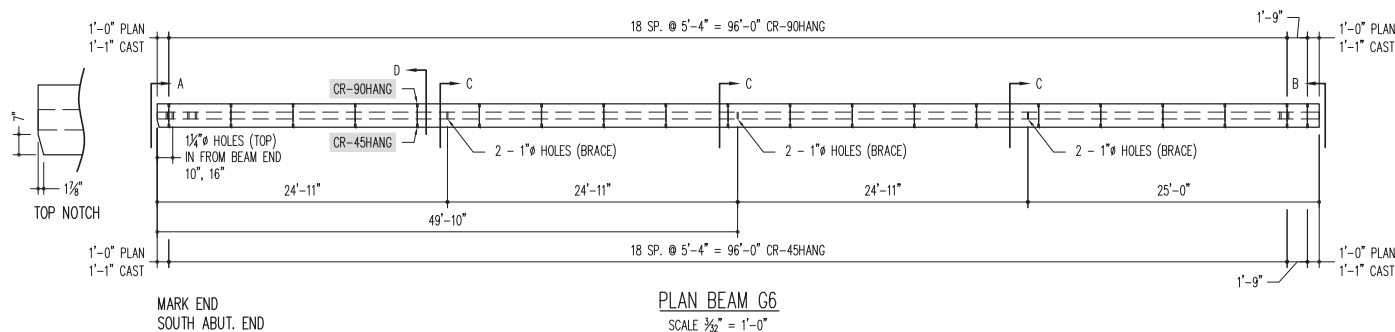 1'-0" PLAN
1'-1" CAST
18 SP. @ 5'-4" = 96'-0" CR-90HANG
1'-9"
1'-0" PLAN
1'-1" CAST
A
D
C
C
C
B
CR-90HANG
7"
1¼"ø HOLES (TOP)
IN FROM BEAM END
10", 16"
CR-45HANG
2 - 1"ø HOLES (BRACE)
2 - 1"ø HOLES (BRACE)
2 - 1"ø HOLES (BRACE)
1⅞"
TOP NOTCH
24'-11"
24'-11"
24'-11"
25'-0"
49'-10"
1'-0" PLAN
1'-1" CAST
18 SP. @ 5'-4" = 96'-0" CR-45HANG
1'-9"
1'-0" PLAN
1'-1" CAST
MARK END
SOUTH ABUT. END
PLAN BEAM G6
SCALE 3/32" = 1'-0"